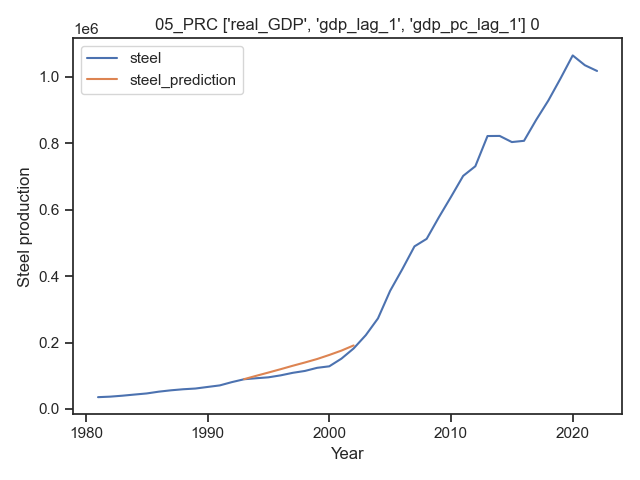 05_PRC ['real_GDP', 'gdp_lag_1', 'gdp_pc_lag_1'] 0
1e6
steel
steel_prediction
1.0
0.8
0.6
0.4
0.2
0.0
Steel production
1980
1990
2000
2010
2020
Year